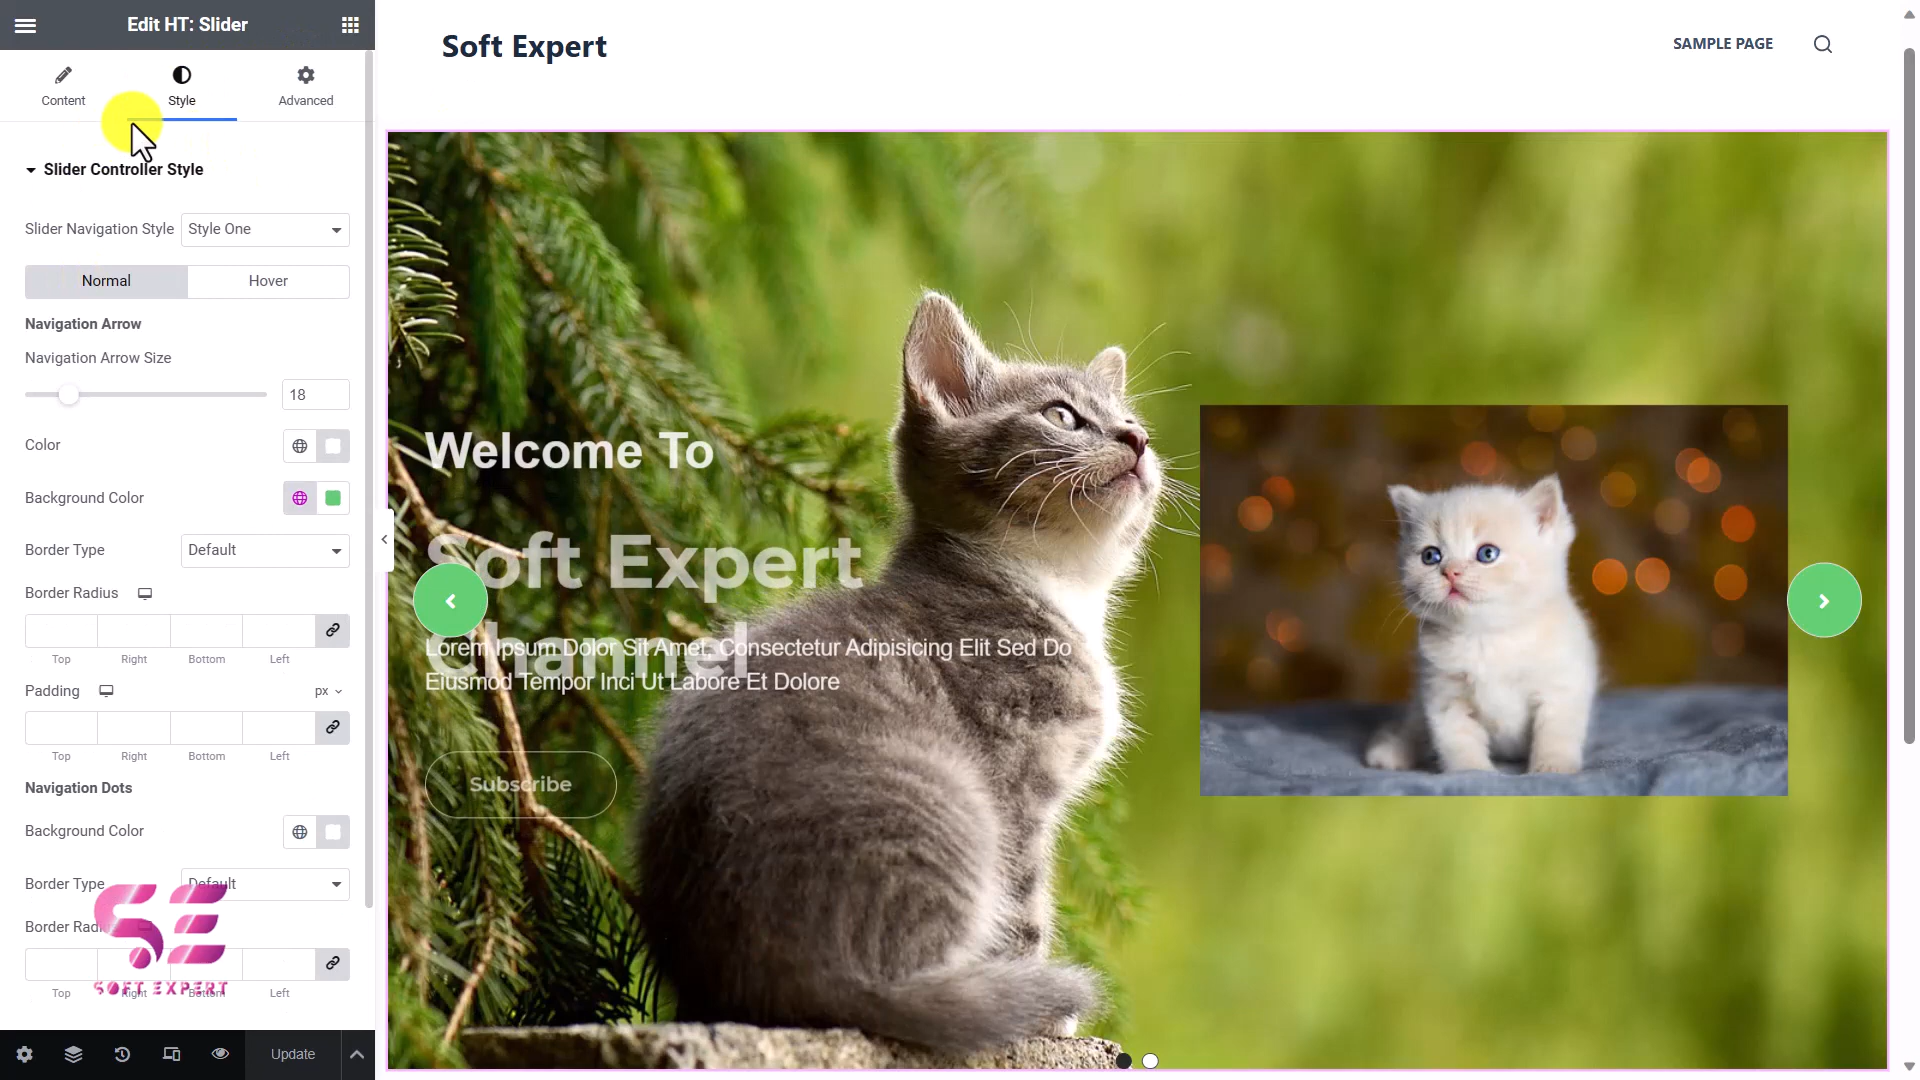 Edit HT: Slider
Content
Style
Advanced
Slider Controller Style
Slider Navigation Style
Style One
Normal
Hover
Navigation Arrow
Navigation Arrow Size
18
Color
Background Color
Border Type
Default
Border Radius
Top
Right
Bottom
Left
Padding
px
Top
Right
Bottom
Left
Navigation Dots
Background Color
Border Type
Default
Border Radi
SE
SOFT EXPERT
Top
Right
Bottom
Left
Update
Soft Expert
SAMPLE PAGE
Welcome To
Soft Expert
Channel
Lorem Ipsum Dolor Sit Amet, Consectetur Adipisicing Elit Sed Do
Eiusmod Tempor Inci Ut Labore Et Dolore
Subscribe